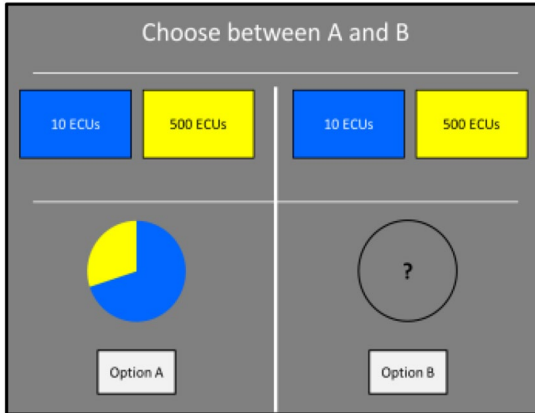 Choose between A and B
10 ECUs 500 ECUs 10 ECUs 500 ECUs
?
Option A Option B